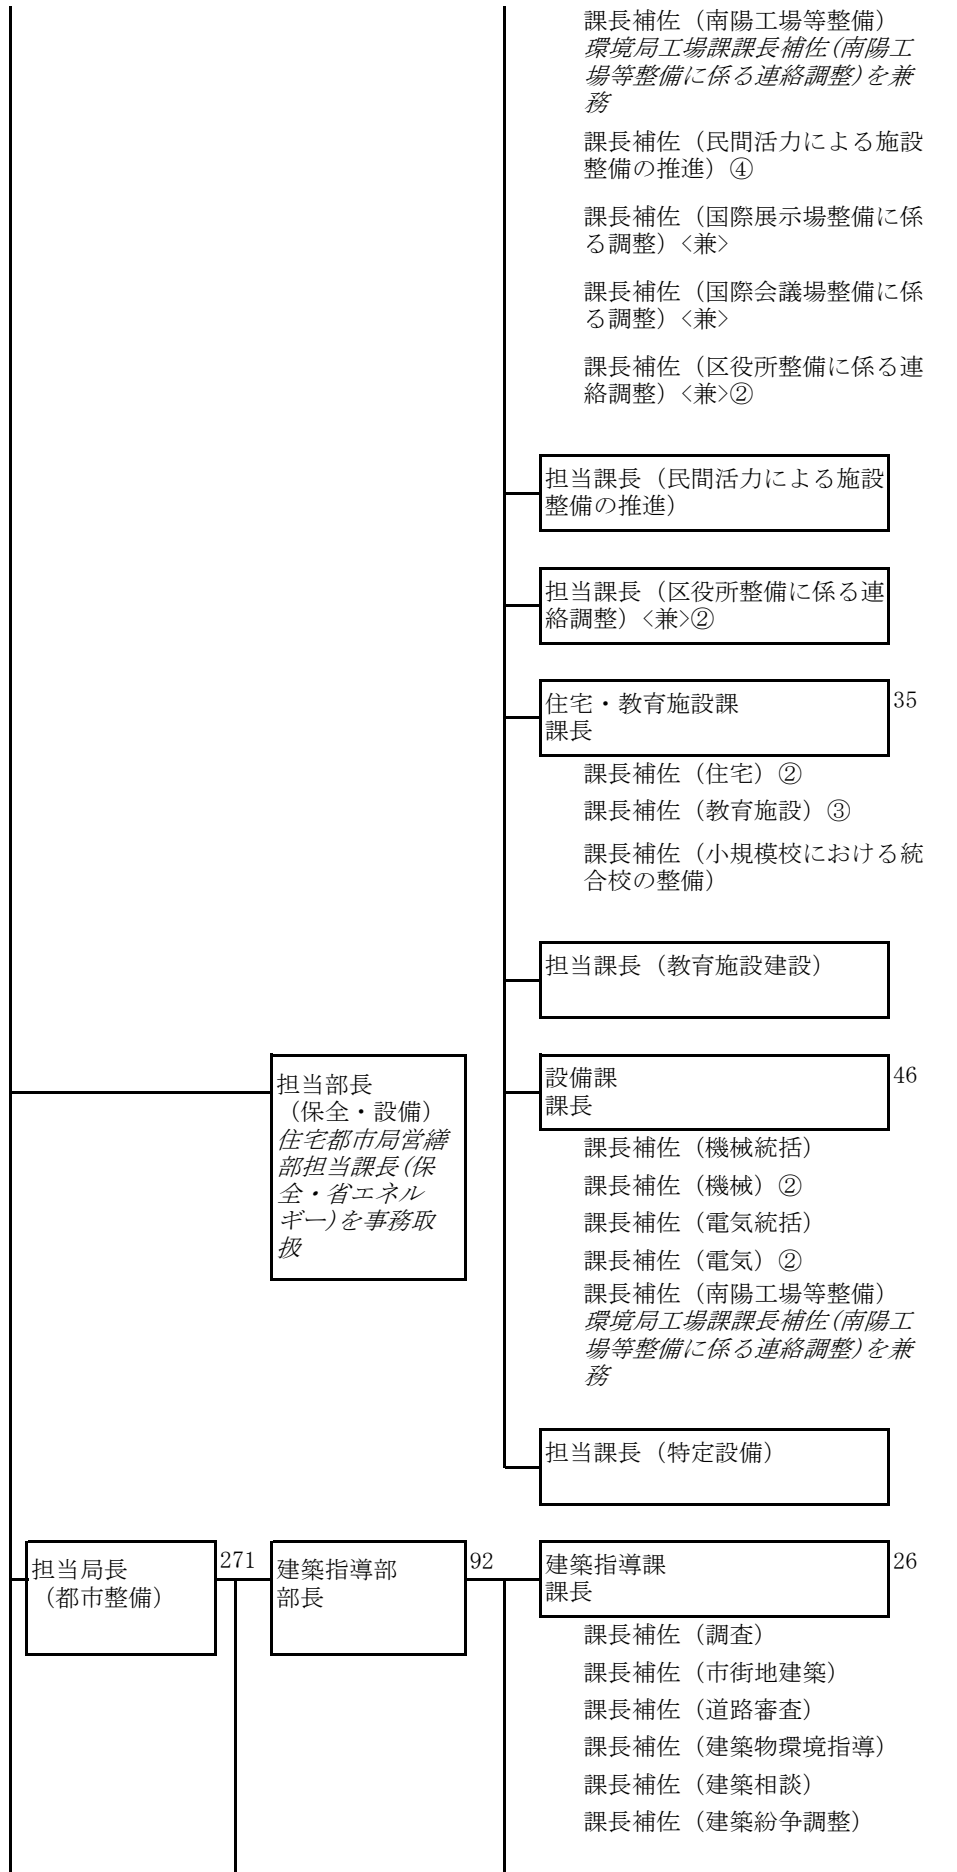 課長補佐（南陽工場等整備）
環境局工場課課長補佐(南陽工
場等整備に係る連絡調整)を兼
務
課長補佐（民間活力による施設
整備の推進）④
課長補佐（国際展示場整備に係
る調整）<兼>
課長補佐（国際会議場整備に係
る調整）<兼>
課長補佐（区役所整備に係る連
絡調整）<兼>②
担当課長（民間活力による施設
整備の推進）
担当課長（区役所整備に係る連
絡調整）<兼>②
住宅・教育施設課
課長
35
課長補佐（住宅）②
課長補佐（教育施設）③
課長補佐（小規模校における統
合校の整備）
担当課長（教育施設建設）
担当部長
（保全・設備）
住宅都市局営繕
部担当課長(保
全・省エネル
ギー)を事務取
扱
設備課
課長
46
課長補佐（機械統括）
課長補佐（機械）②
課長補佐（電気統括）
課長補佐（電気）②
課長補佐（南陽工場等整備）
環境局工場課課長補佐(南陽工
場等整備に係る連絡調整)を兼
務
担当課長（特定設備）
担当局長
（都市整備）
271
建築指導部
部長
92
建築指導課
課長
26
課長補佐（調査）
課長補佐（市街地建築）
課長補佐（道路審査）
課長補佐（建築物環境指導）
課長補佐（建築相談）
課長補佐（建築紛争調整）